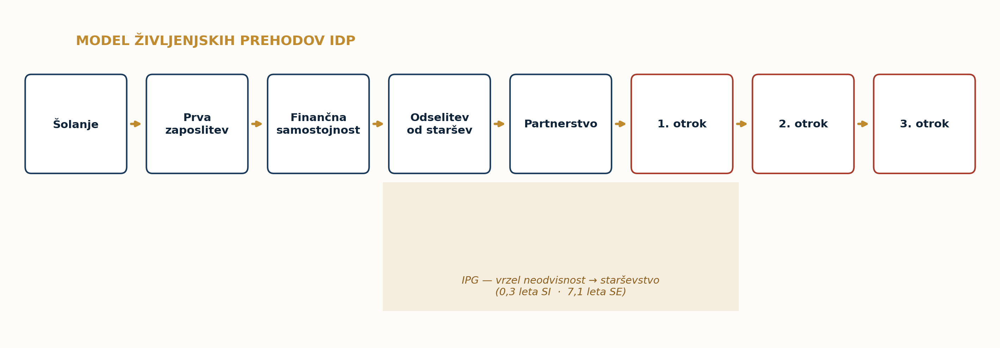 MODEL ŽIVLJENJSKIH PREHODOV IDP
Šolanje
Prva
zaposlitev
Finančna
samostojnost
Odselitev
od staršev
Partnerstvo
1. otrok
2. otrok
3. otrok
IPG — vrzel neodvisnost → starševstvo
(0,3 leta SI · 7,1 leta SE)